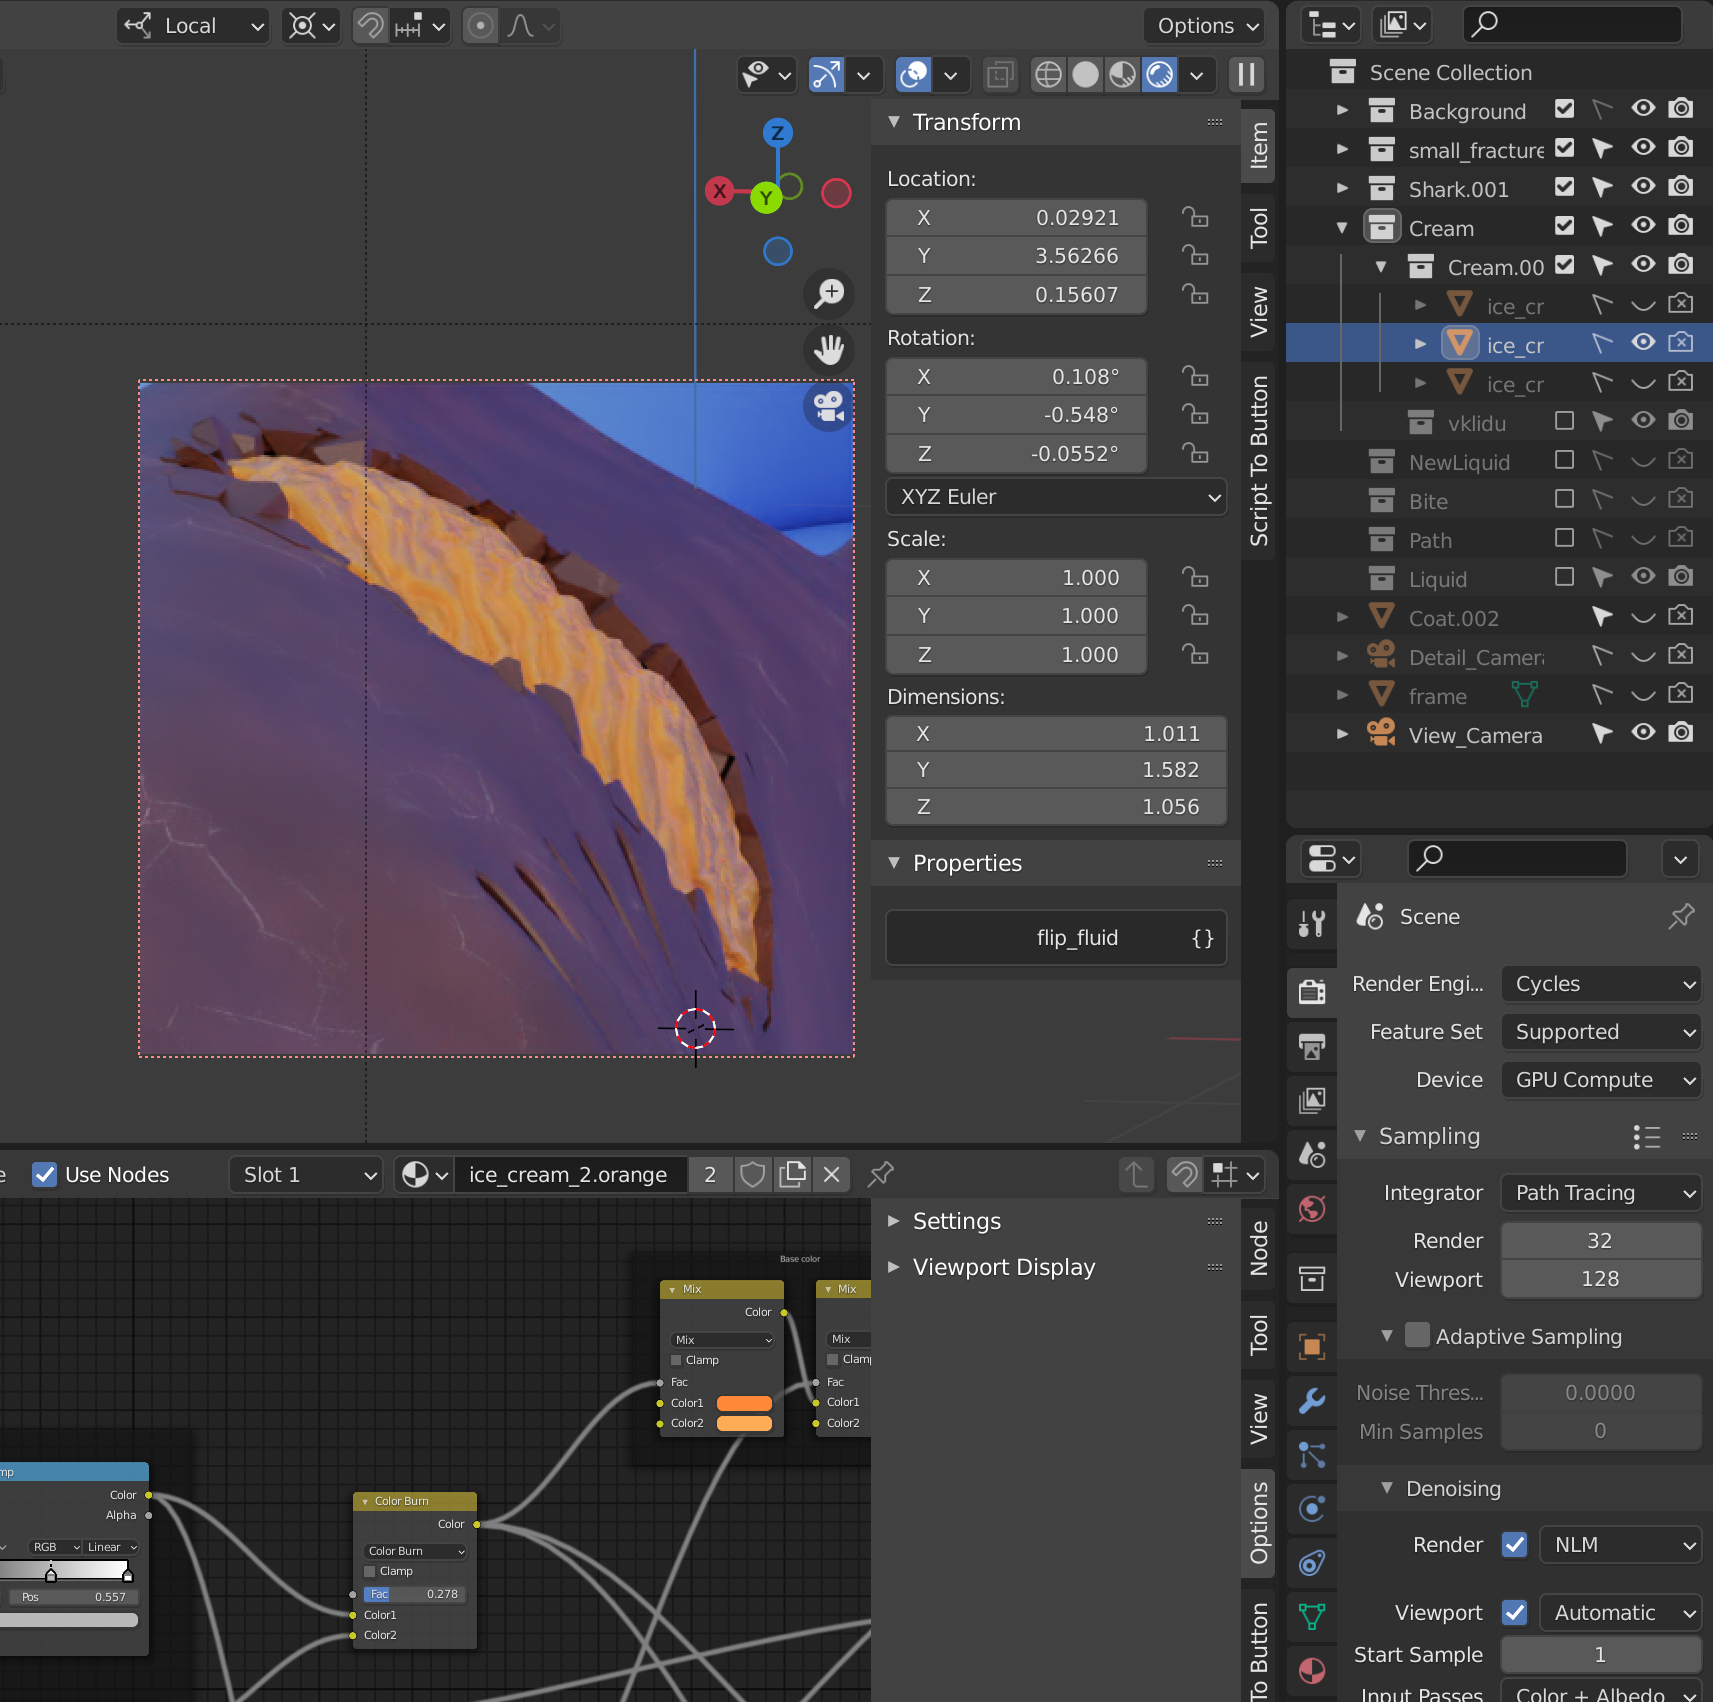 Local
Options
Scene Collection
Background
small_fracture
Shark.001
Cream
Cream.00
ice_cr
ice_cr
ice_cr
vklidu
NewLiquid
Bite
Path
Liquid
Coat.002
Detail_Camera
frame
View_Camera
Z
X
Y
Transform
Location:
X 0.02921
Y 3.56266
Z 0.15607
Rotation:
X 0.108°
Y -0.548°
Z -0.0552°
XYZ Euler
Scale:
X 1.000
Y 1.000
Z 1.000
Dimensions:
X 1.011
Y 1.582
Z 1.056
Properties
flip_fluid {}
Item
Tool
View
Script To Button
Scene
Render Engi... Cycles
Feature Set Supported
Device GPU Compute
Sampling
Integrator Path Tracing
Render 32
Viewport 128
Adaptive Sampling
Noise Thres... 0.0000
Min Samples 0
Denoising
Render NLM
Viewport Automatic
Start Sample 1
Input Passes Color + Albedo
e Use Nodes Slot 1 ice_cream_2.orange 2
Settings
Viewport Display
Node
Tool
View
Options
To Button
Base color
Mix
Color
Mix
Clamp
Fac
Color1
Color2
Mix
Mix
Clamp
Fac
Color1
Color2
mp
Color
Alpha
RGB Linear
Pos 0.557
Color Burn
Color
Color Burn
Clamp
Fac 0.278
Color1
Color2